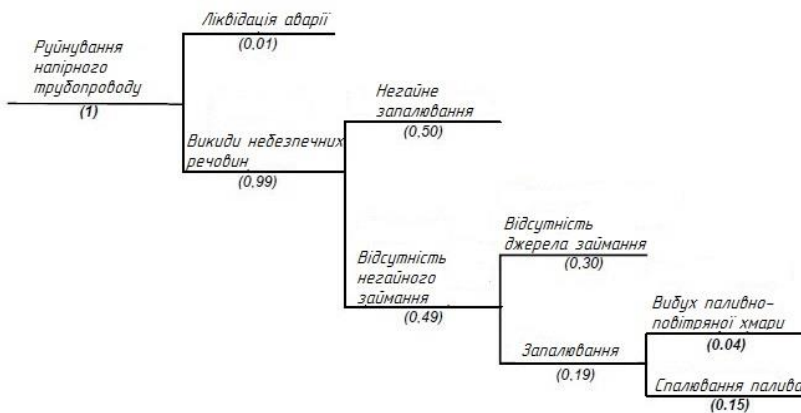 Ліквідація аварії
(0,01)
Руйнування
напірного
трубопроводу
(1)
Негайне
запалювання
(0,50)
Викиди небезпечних
речовин
(0,99)
Відсутність
джерела займання
(0,30)
Відсутність
негайного
займання
(0,49)
Вибух паливно-
повітряної хмари
(0.04)
Запалювання
(0,19)
Спалювання палива
(0.15)